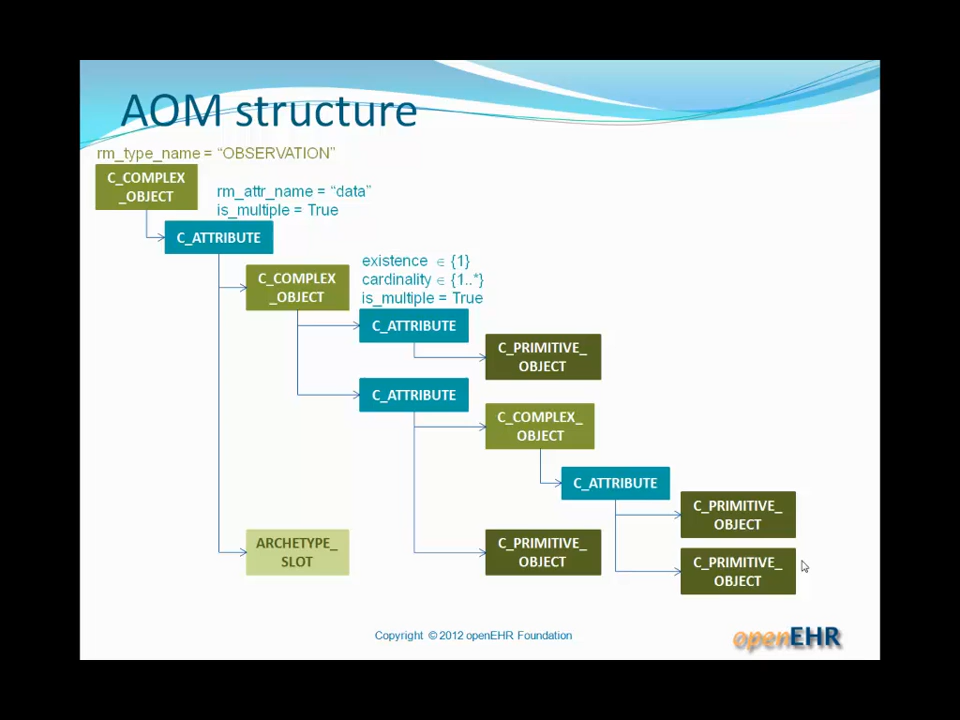 AOM structure
rm_type_name = “OBSERVATION”
C_COMPLEX
_OBJECT
rm_attr_name = “data”
is_multiple = True
C_ATTRIBUTE
C_COMPLEX
_OBJECT
existence ∈ {1}
cardinality ∈ {1..*}
is_multiple = True
C_ATTRIBUTE
C_PRIMITIVE_
OBJECT
C_ATTRIBUTE
C_COMPLEX_
OBJECT
C_ATTRIBUTE
C_PRIMITIVE_
OBJECT
ARCHETYPE_
SLOT
C_PRIMITIVE_
OBJECT
C_PRIMITIVE_
OBJECT
Copyright © 2012 openEHR Foundation
openEHR